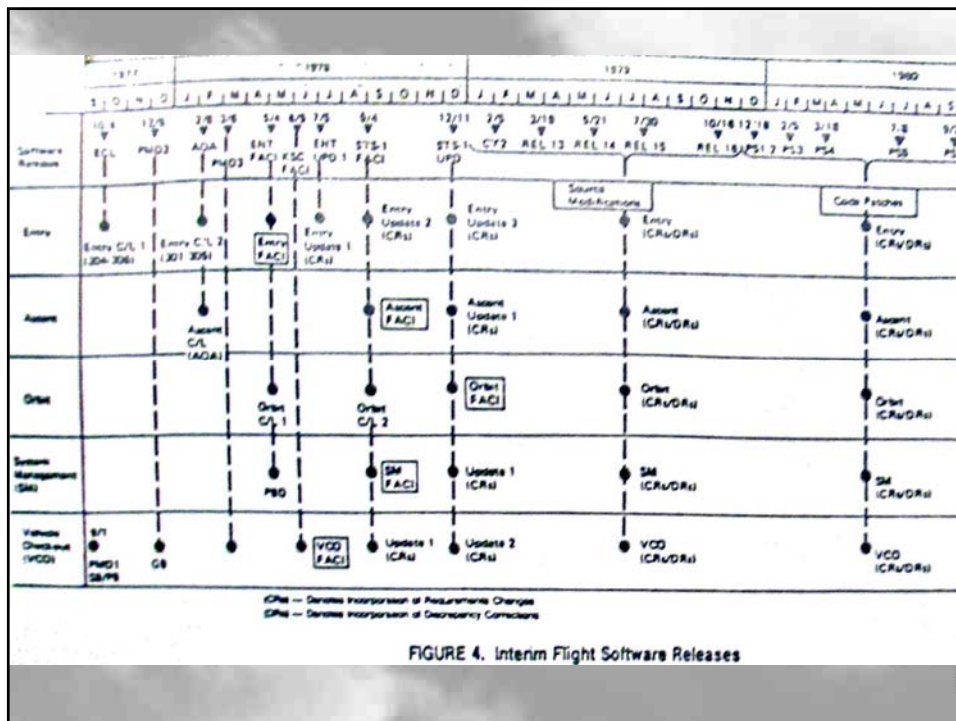 1977 1978 1979 1980
S O N D J F M A M J J A S O N D J F M A M J J A S O N D J F M A M J J A S
12/5 2/8 3/6 5/4 6/5 7/5 9/4 12/11 2/5 3/19 5/21 7/30 10/16 12/18 2/5 3/18 7/8
Software
Releases
ECL PMD2 AOA PMD3 ENT FACI KSC FACI ENT UPD 1 STS-1 FACI STS-1 UPD CY2 REL 13 REL 14 REL 15 REL 16 PS3 PS4
Source
Modifications
Code Patches
Entry
Entry C/L 1
(304-306)
Entry C/L 2
(301-305)
Entry
FACI
Entry
Update 1
(CRs)
Entry
Update 2
(CRs)
Entry
Update 3
(CRs)
Entry
(CRs/DRs)
Entry
(CRs/DRs)
Ascent
Ascent
C/L
(AOA)
Ascent
FACI
Ascent
Update 1
(CRs)
Ascent
(CRs/DRs)
Ascent
(CRs/DRs)
Orbit
Orbit
C/L 1
Orbit
C/L 2
Orbit
FACI
Orbit
(CRs/DRs)
Orbit
(CRs/DRs)
System
Management
(SM)
SM
FACI
Update 1
(CRs)
SM
(CRs/DRs)
SM
(CRs/DRs)
Vehicle
Checkout
(VCO)
PMD1
G8
VCO
FACI
Update 1
(CRs)
Update 2
(CRs)
VCO
(CRs/DRs)
VCO
(CRs/DRs)
(CRs) — Denotes Incorporation of Requirements Changes
(DRs) — Denotes Incorporation of Discrepancy Corrections
FIGURE 4. Interim Flight Software Releases